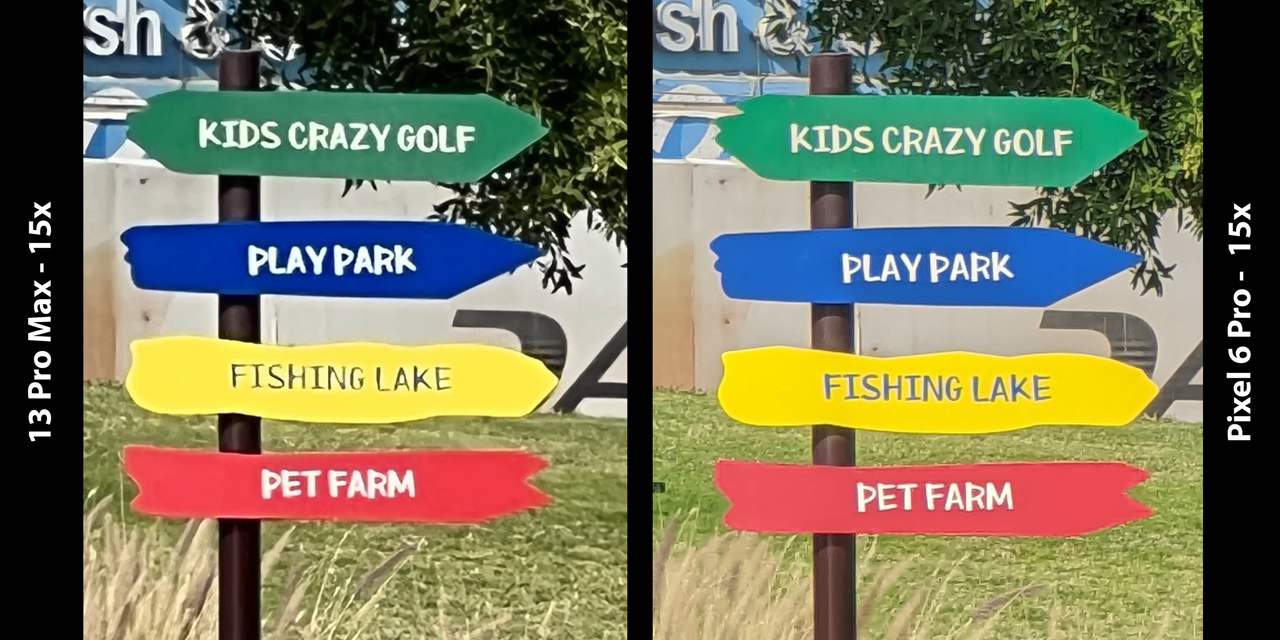 13 Pro Max - 15x
sh &
KIDS CRAZY GOLF
PLAY PARK
FISHING LAKE
PET FARM
sh &
KIDS CRAZY GOLF
PLAY PARK
FISHING LAKE
PET FARM
Pixel 6 Pro - 15x